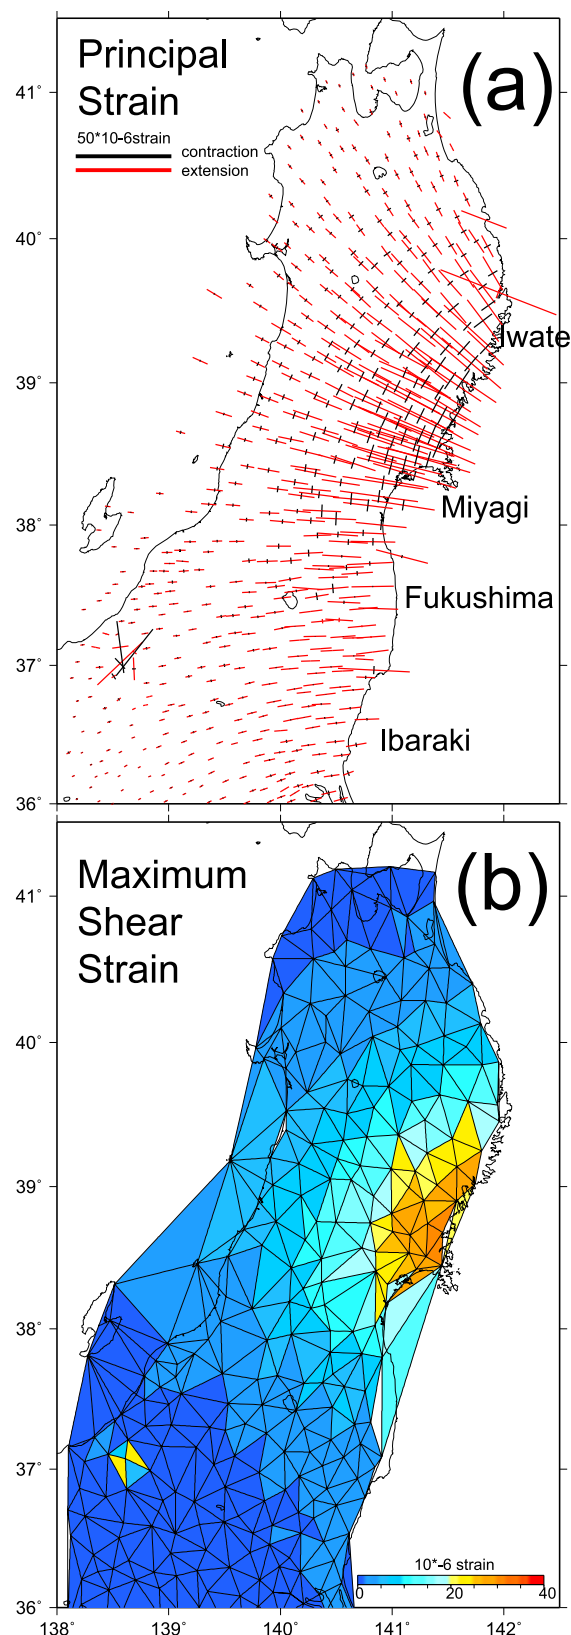 Principal
Strain
(a)
50*10-6strain
contraction
extension
41°
40°
39°
38°
37°
36°
Iwate
Miyagi
Fukushima
Ibaraki
Maximum
Shear
Strain
(b)
41°
40°
39°
38°
37°
36°
10*-6 strain
0 20 40
138° 139° 140° 141° 142°